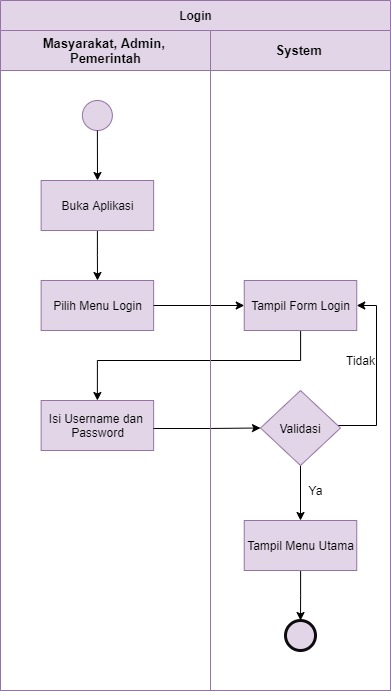 Login
Masyarakat, Admin,
Pemerintah
System
Buka Aplikasi
Pilih Menu Login
Tampil Form Login
Tidak
Isi Username dan
Password
Validasi
Ya
Tampil Menu Utama